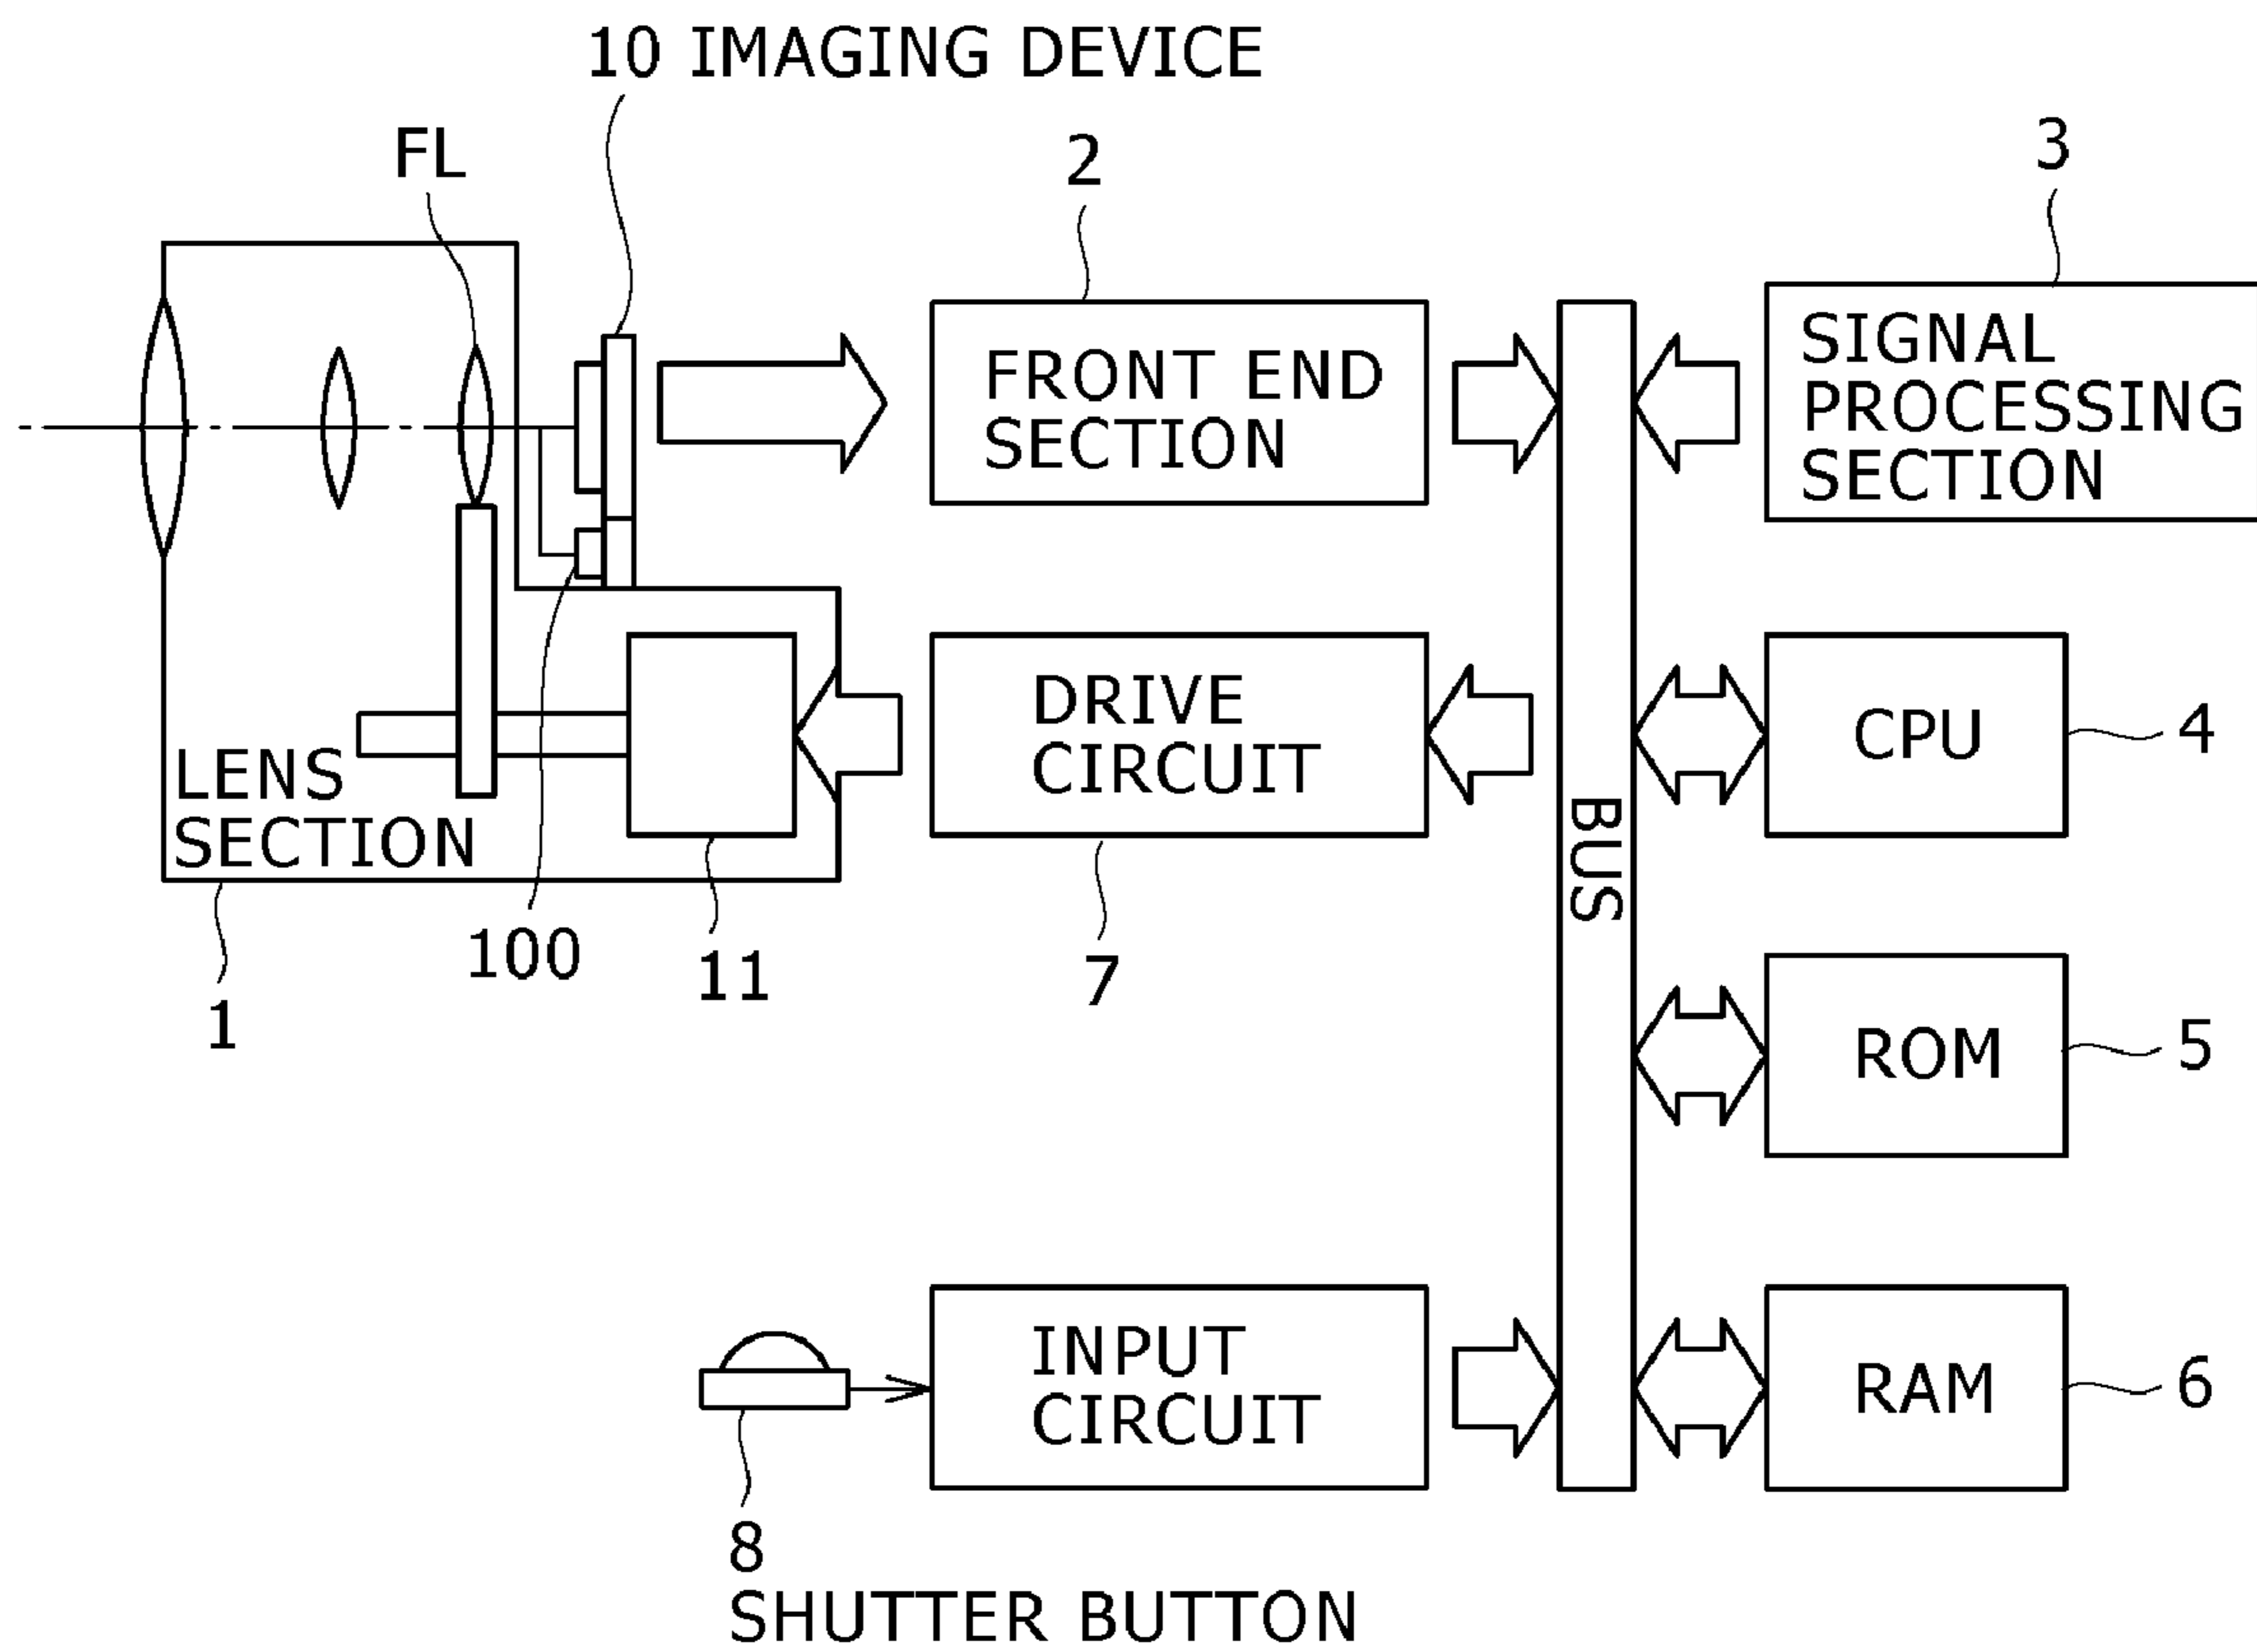 10 IMAGING DEVICE
FL
2
3
FRONT END
SECTION
SIGNAL
PROCESSING
SECTION
DRIVE
CIRCUIT
CPU
4
LENS
SECTION
BUS
100
11
7
1
ROM
5
INPUT
CIRCUIT
RAM
6
8
SHUTTER BUTTON